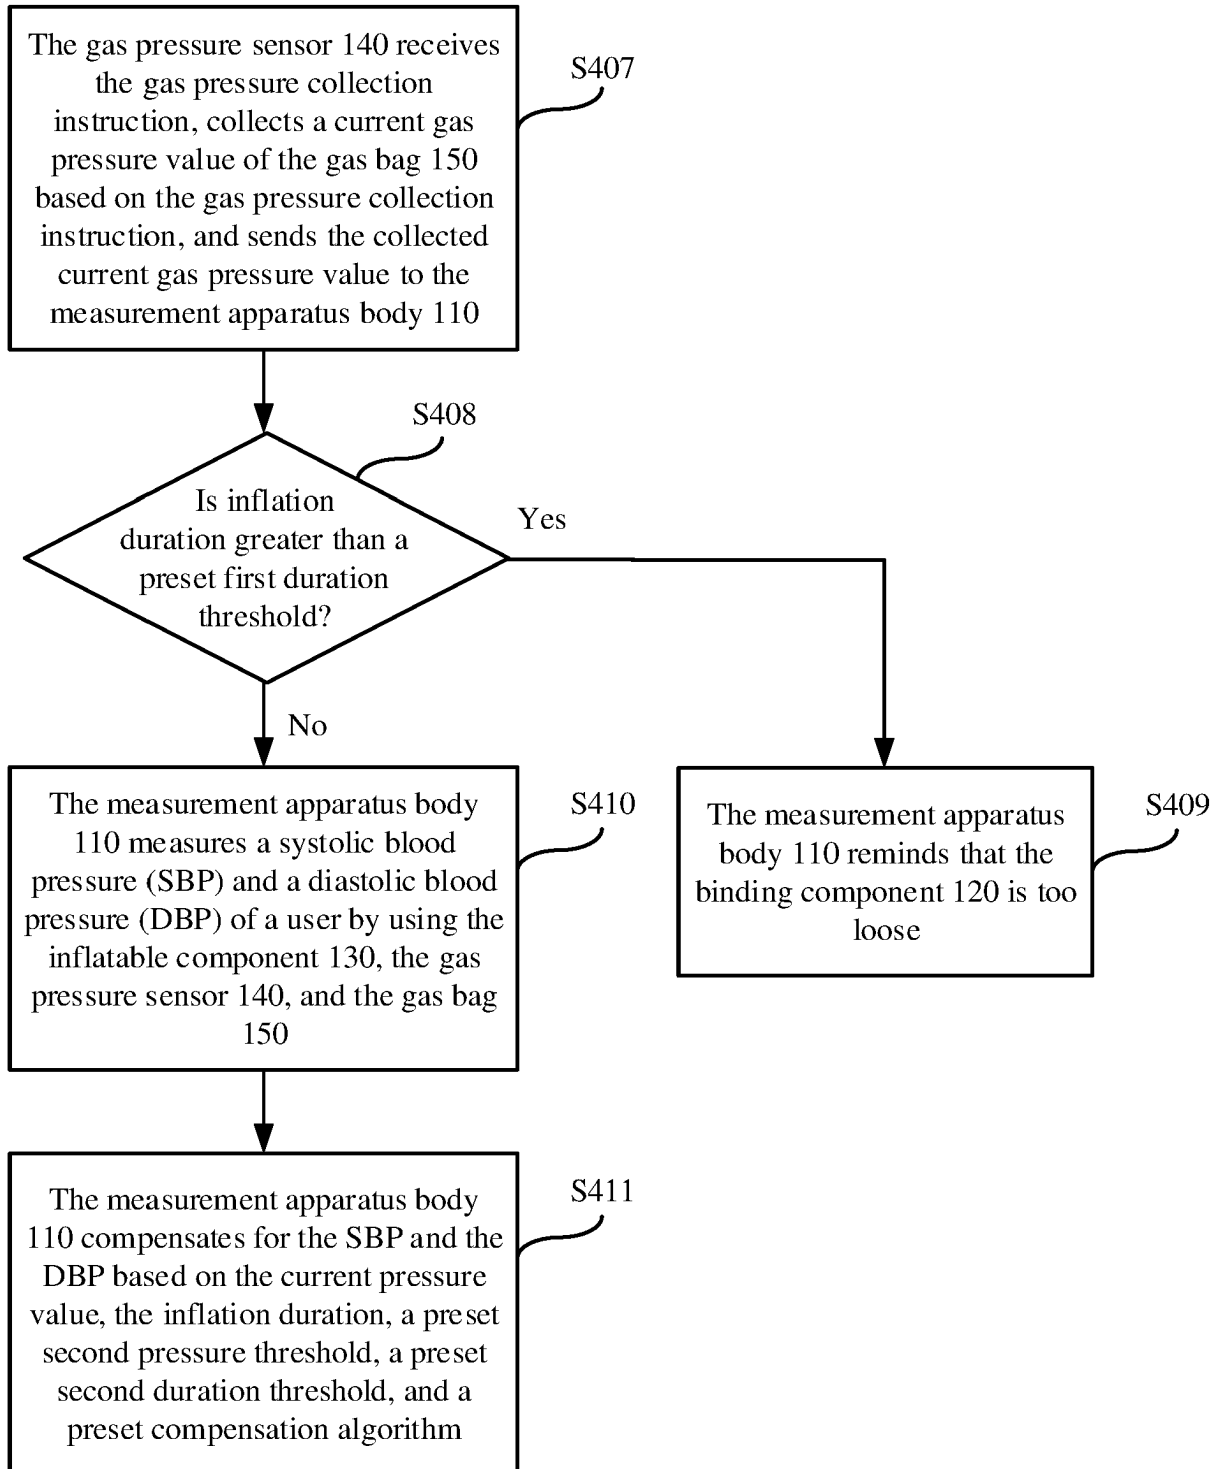 The gas pressure sensor 140 receives
the gas pressure collection
instruction, collects a current gas
pressure value of the gas bag 150
based on the gas pressure collection
instruction, and sends the collected
current gas pressure value to the
measurement apparatus body 110
S407
S408
Is inflation
duration greater than a
preset first duration
threshold?
Yes
No
The measurement apparatus body
110 measures a systolic blood
pressure (SBP) and a diastolic blood
pressure (DBP) of a user by using the
inflatable component 130, the gas
pressure sensor 140, and the gas bag
150
S410
The measurement apparatus
body 110 reminds that the
binding component 120 is too
loose
S409
The measurement apparatus body
110 compensates for the SBP and the
DBP based on the current pressure
value, the inflation duration, a preset
second pressure threshold, a preset
second duration threshold, and a
preset compensation algorithm
S411